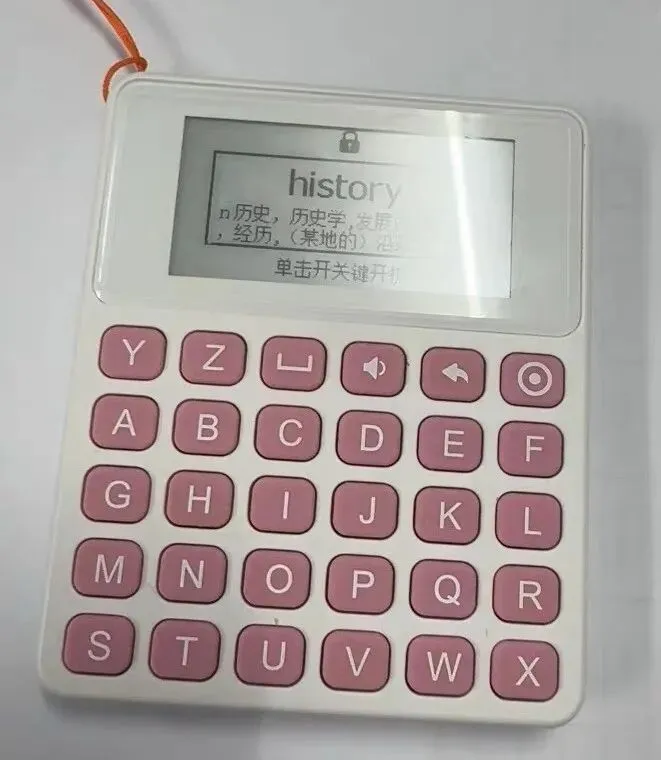 history
n历史，历史学,发展
，经历，（某地的）沿
单击开关键开机
Y Z
A B C D E F
G H I J K L
M N O P Q R
S T U V W X